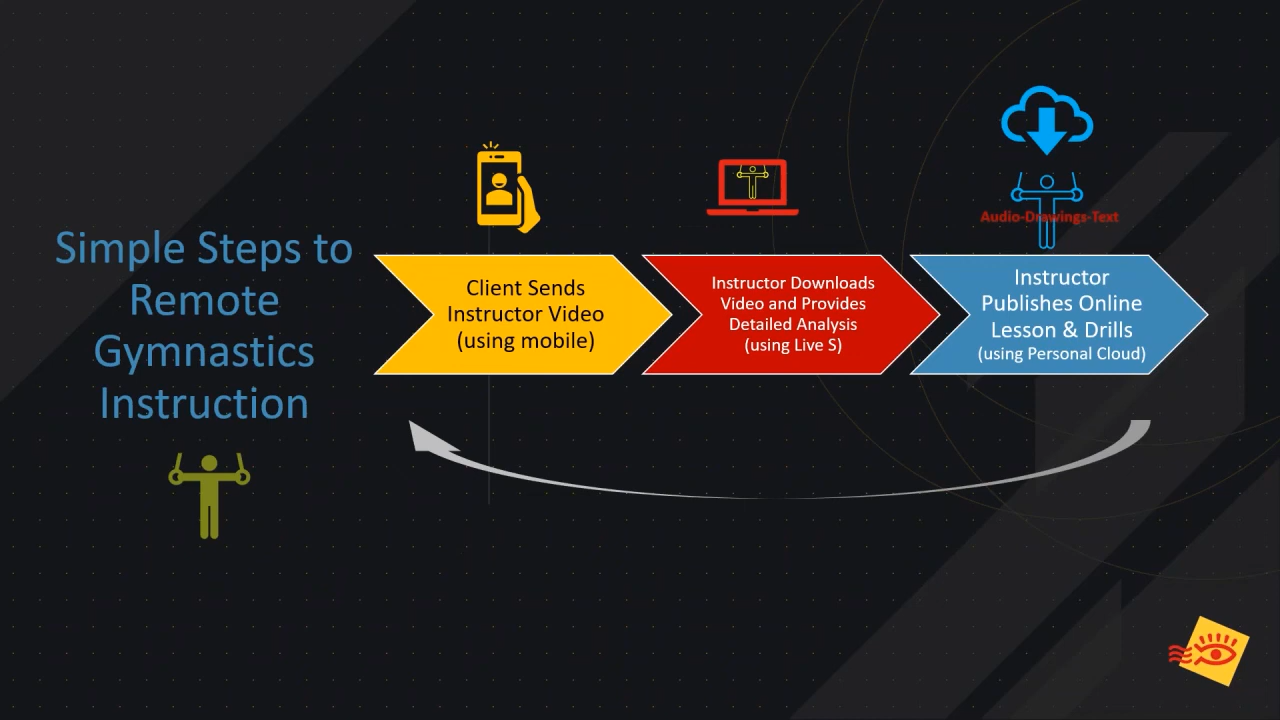 Simple Steps to
Remote
Gymnastics
Instruction
Client Sends
Instructor Video
(using mobile)
Instructor Downloads
Video and Provides
Detailed Analysis
(using Live S)
Audio-Drawings-Text
Instructor
Publishes Online
Lesson & Drills
(using Personal Cloud)